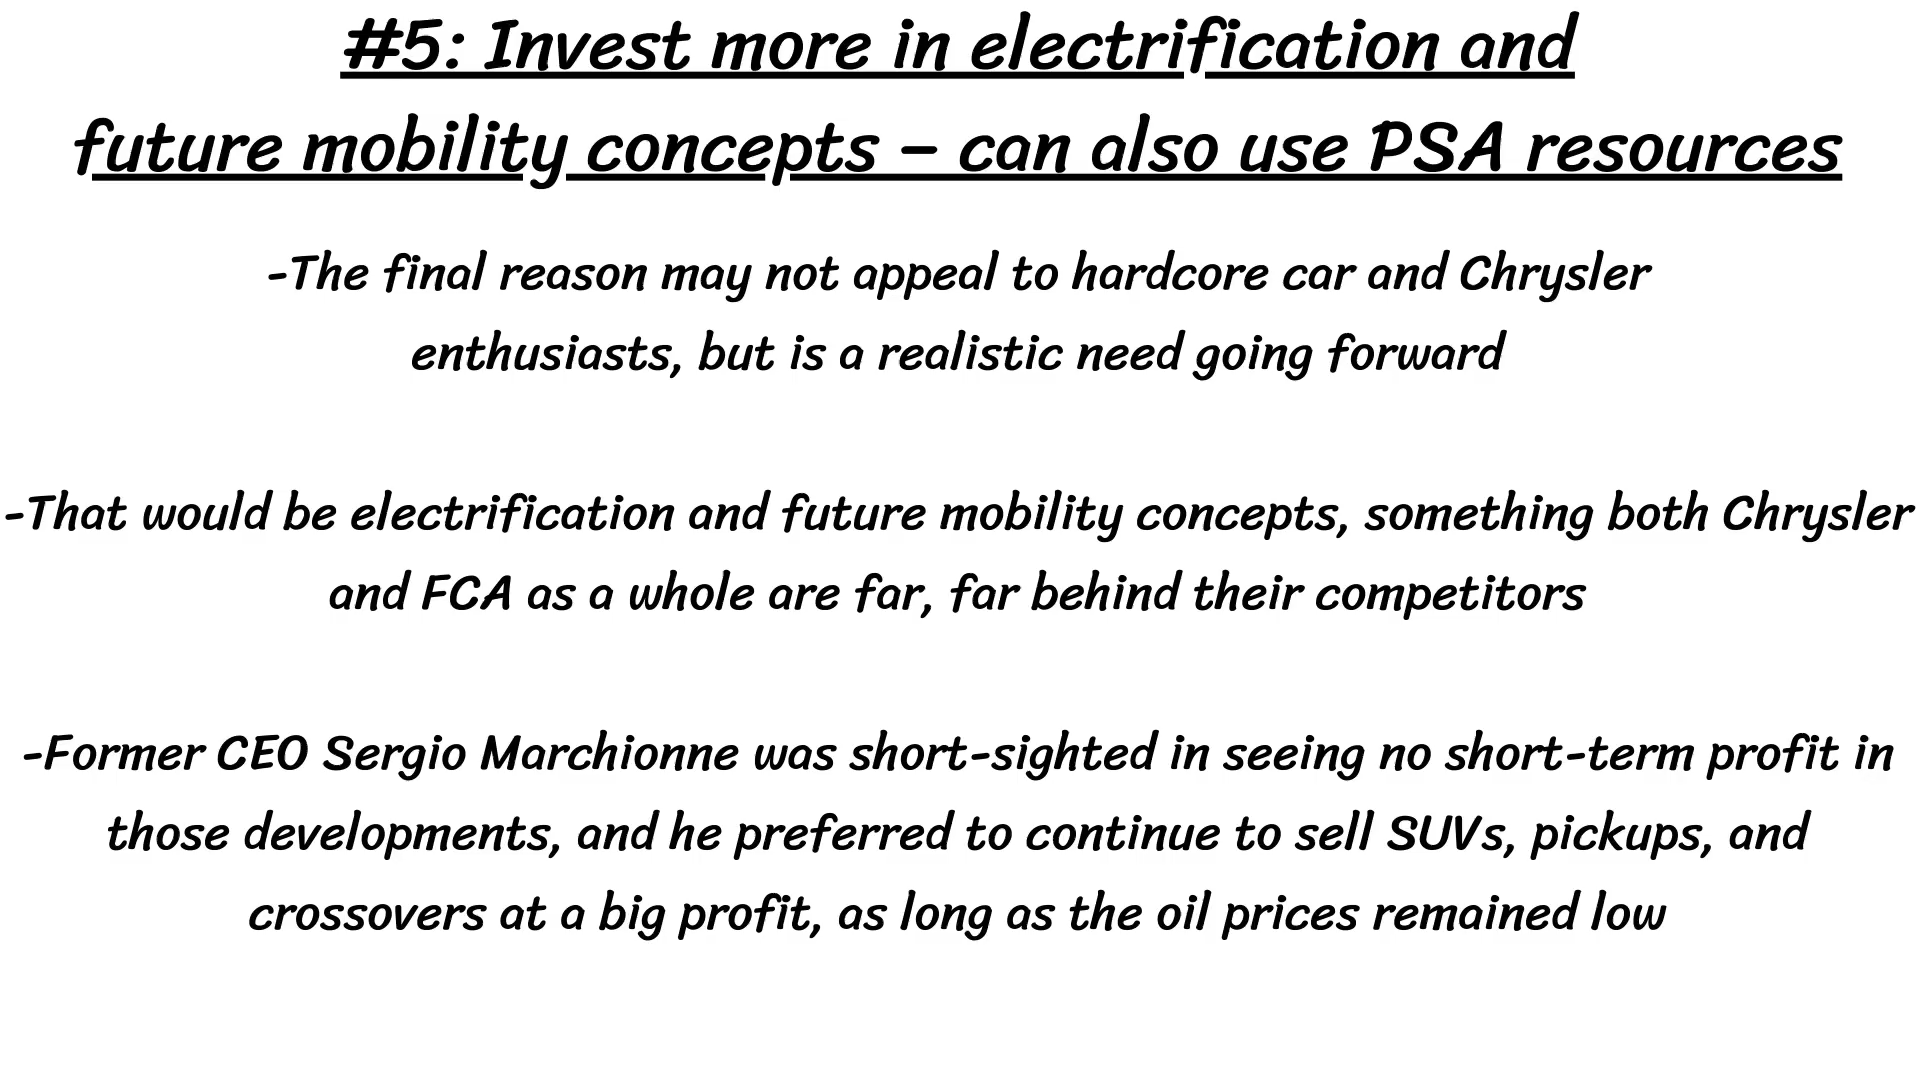 #5: Invest more in electrification and
future mobility concepts – can also use PSA resources
-The final reason may not appeal to hardcore car and Chrysler
enthusiasts, but is a realistic need going forward
-That would be electrification and future mobility concepts, something both Chrysler
and FCA as a whole are far, far behind their competitors
-Former CEO Sergio Marchionne was short-sighted in seeing no short-term profit in
those developments, and he preferred to continue to sell SUVs, pickups, and
crossovers at a big profit, as long as the oil prices remained low